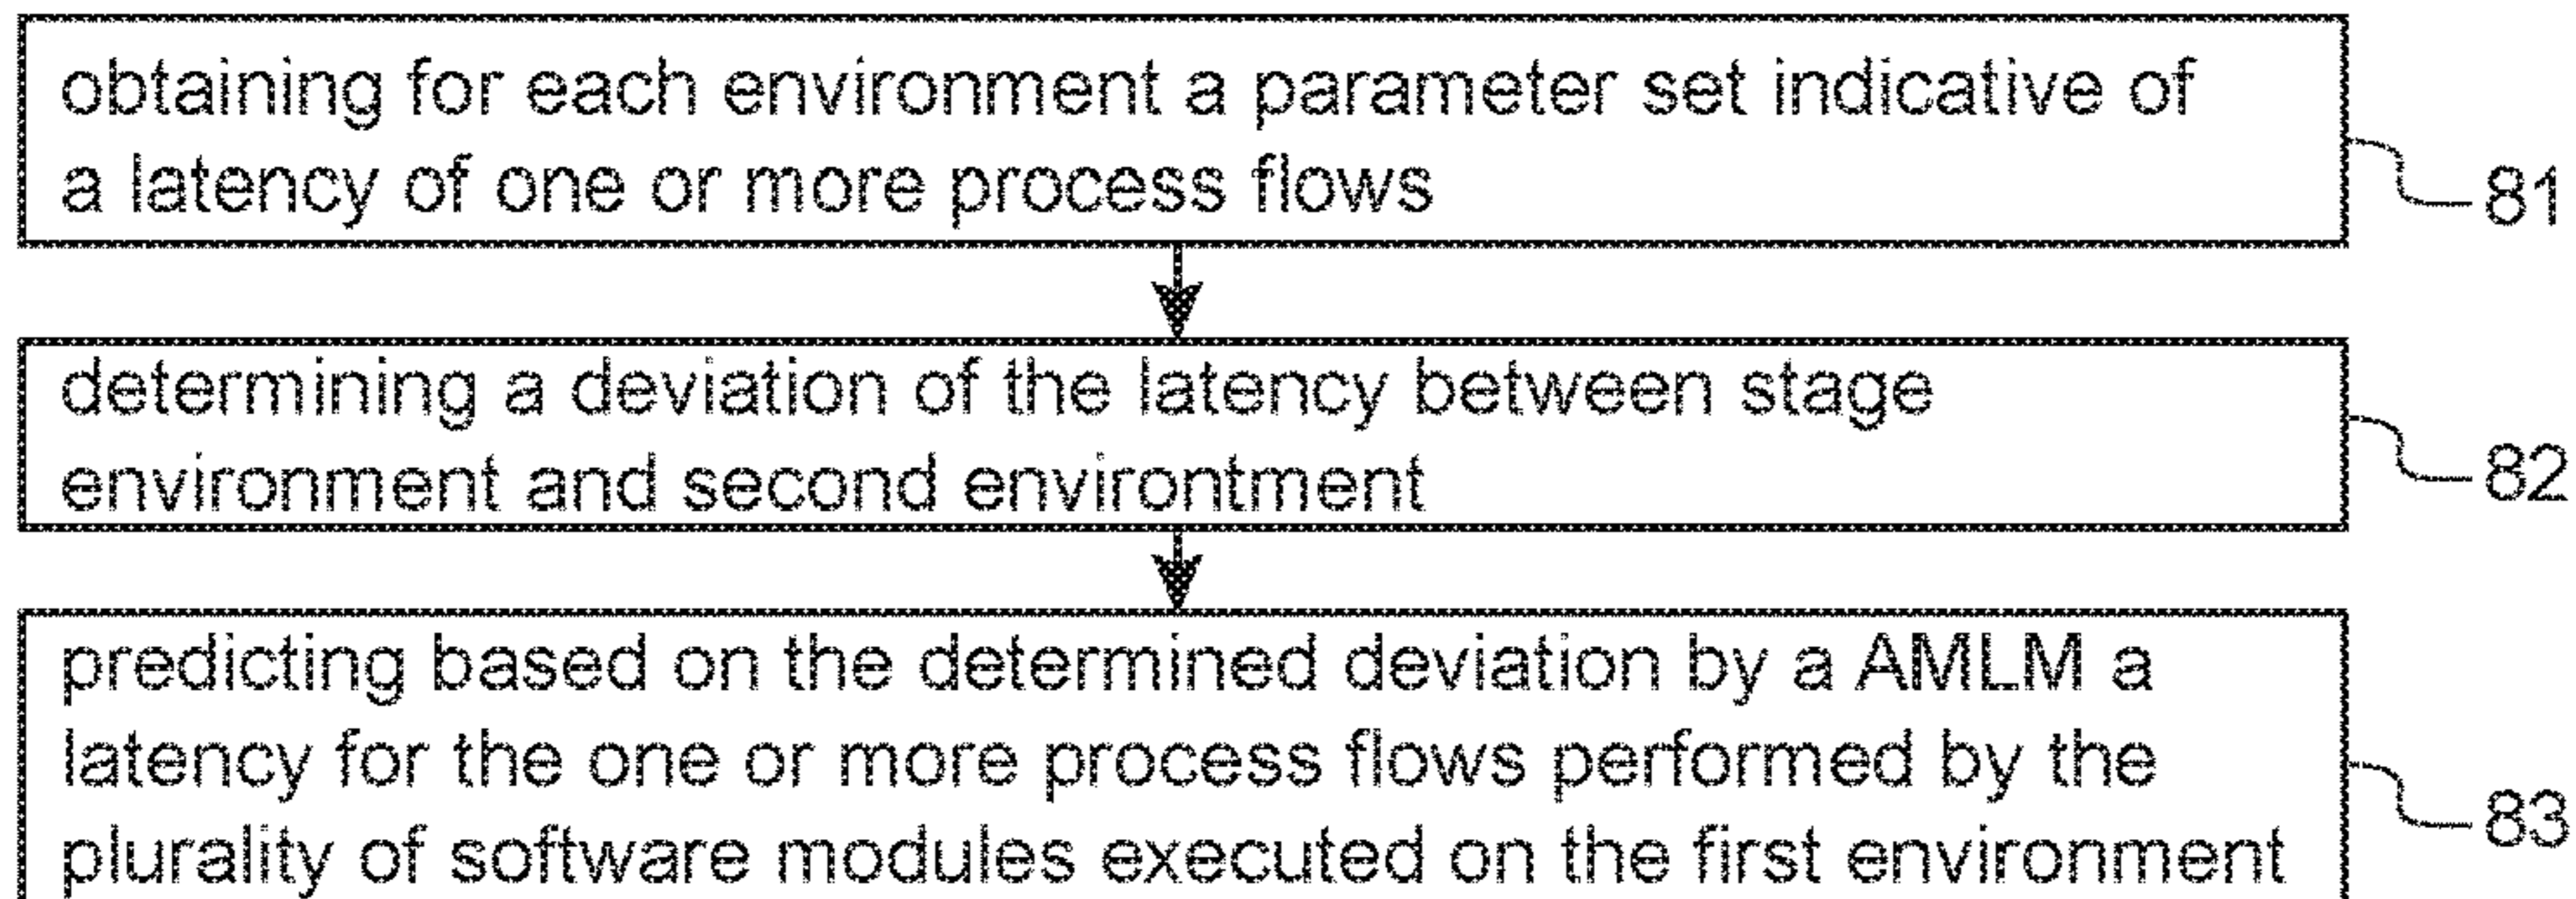 obtaining for each environment a parameter set indicative of
a latency of one or more process flows
81
determining a deviation of the latency between stage
environment and second environtment
82
predicting based on the determined deviation by a AMLM a
latency for the one or more process flows performed by the
plurality of software modules executed on the first environment
83